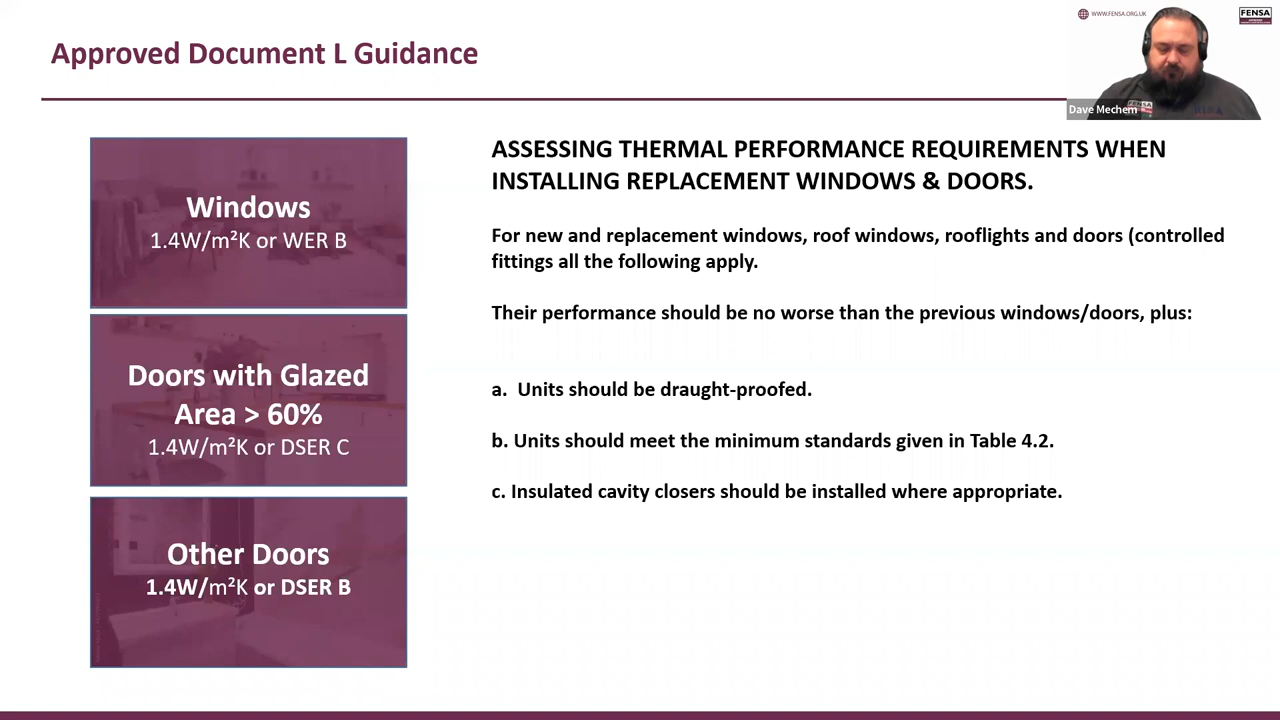 WWW.FENSA.ORG.UK
FENSA
Approved Document L Guidance
Dave Mechem
FENSA
Windows
1.4W/m²K or WER B
Doors with Glazed
Area > 60%
1.4W/m²K or DSER C
Other Doors
1.4W/m²K or DSER B
ASSESSING THERMAL PERFORMANCE REQUIREMENTS WHEN
INSTALLING REPLACEMENT WINDOWS & DOORS.
For new and replacement windows, roof windows, rooflights and doors (controlled
fittings all the following apply.
Their performance should be no worse than the previous windows/doors, plus:
a. Units should be draught-proofed.
b. Units should meet the minimum standards given in Table 4.2.
c. Insulated cavity closers should be installed where appropriate.